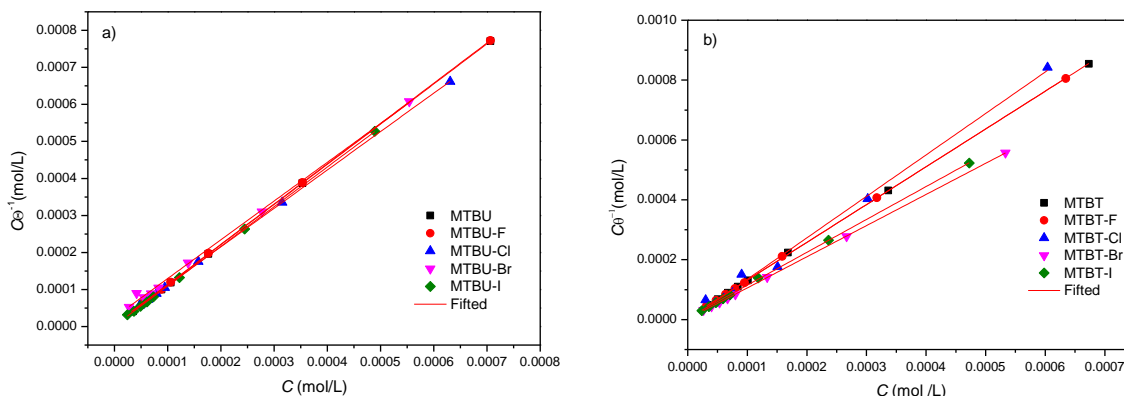 a)
0.0008
0.0007
0.0006
0.0005
0.0004
0.0003
0.0002
0.0001
0.0000
CΘ⁻¹(mol/L)
MTBU
MTBU-F
MTBU-Cl
MTBU-Br
MTBU-I
Fifted
0.0000 0.0001 0.0002 0.0003 0.0004 0.0005 0.0006 0.0007 0.0008
C (mol/L)
b)
0.0010
0.0008
0.0006
0.0004
0.0002
0.0000
Cθ⁻¹(mol/L)
MTBT
MTBT-F
MTBT-Cl
MTBT-Br
MTBT-I
Fifted
0.0000 0.0001 0.0002 0.0003 0.0004 0.0005 0.0006 0.0007
C (mol /L)